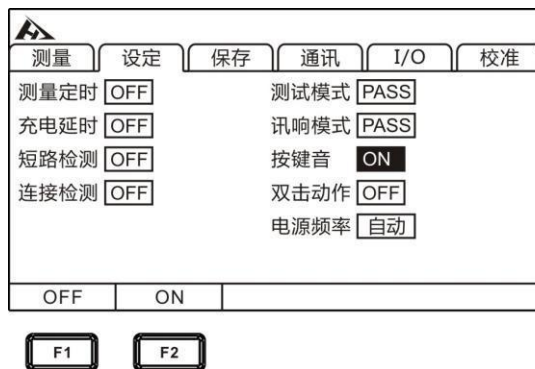 测量 设定 保存 通讯 I/O 校准
测量定时 OFF 测试模式 PASS
充电延时 OFF 讯响模式 PASS
短路检测 OFF 按键音 ON
连接检测 OFF 双击动作 OFF
电源频率 自动
OFF ON
F1 F2